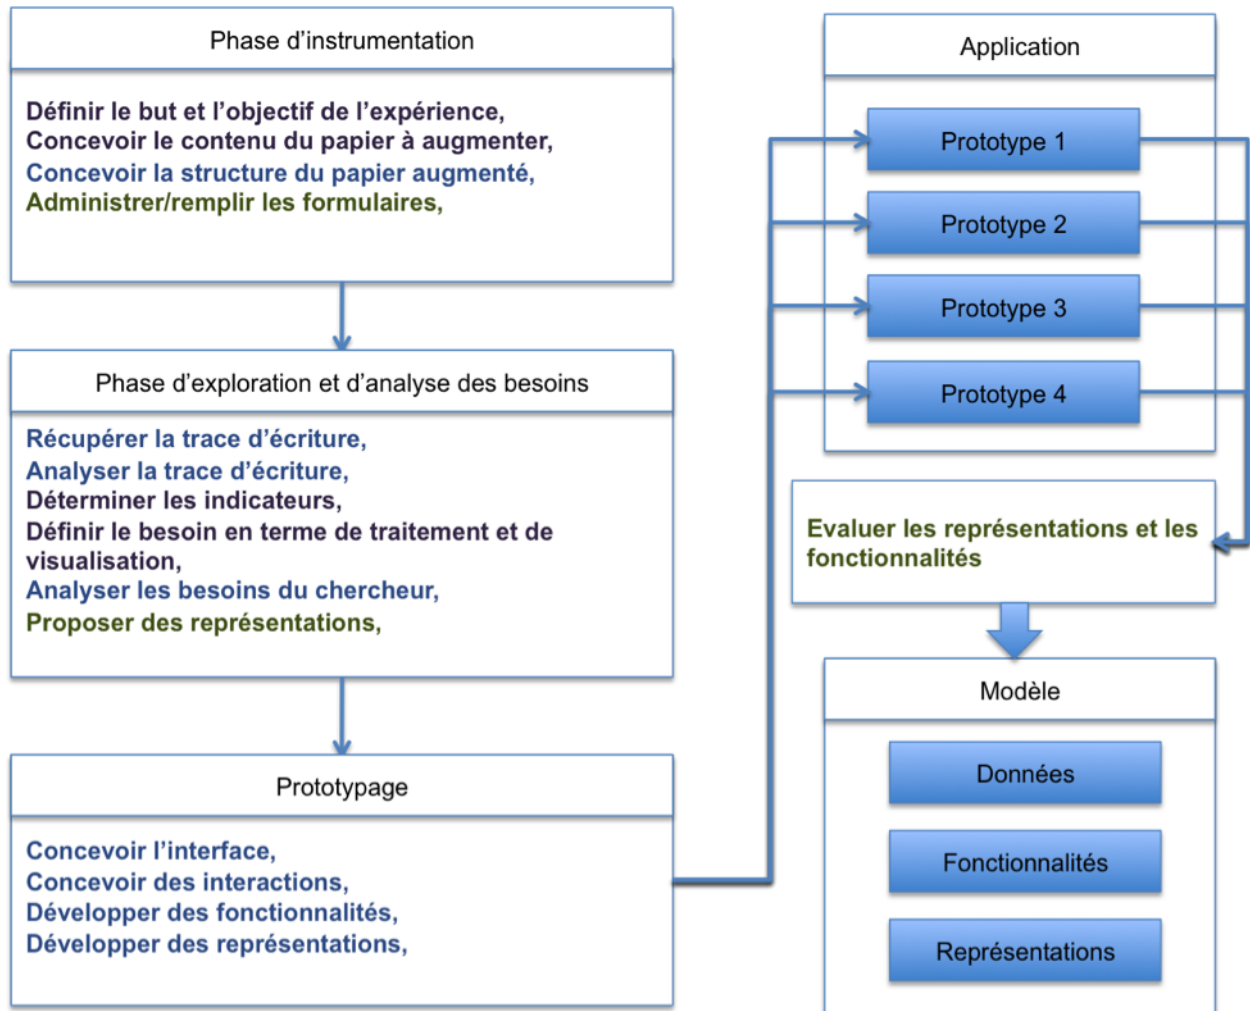 Phase d'instrumentation
Définir le but et l'objectif de l'expérience,
Concevoir le contenu du papier à augmenter,
Concevoir la structure du papier augmenté,
Administrer/remplir les formulaires,
Phase d'exploration et d'analyse des besoins
Récupérer la trace d'écriture,
Analyser la trace d'écriture,
Déterminer les indicateurs,
Définir le besoin en terme de traitement et de
visualisation,
Analyser les besoins du chercheur,
Proposer des représentations,
Prototypage
Concevoir l'interface,
Concevoir des interactions,
Développer des fonctionnalités,
Développer des représentations,
Application
Prototype 1
Prototype 2
Prototype 3
Prototype 4
Evaluer les représentations et les
fonctionnalités
Modèle
Données
Fonctionnalités
Représentations